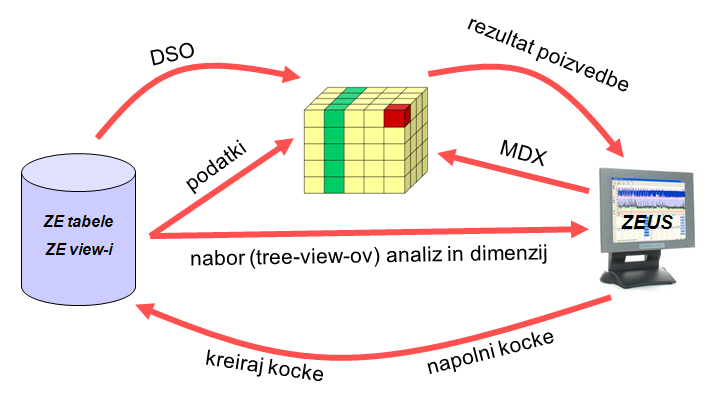 DSO
rezultat poizvedbe
podatki
MDX
ZE tabele
ZE view-i
ZEUS
nabor (tree-view-ov) analiz in dimenzij
kreiraj kocke
napolni kocke